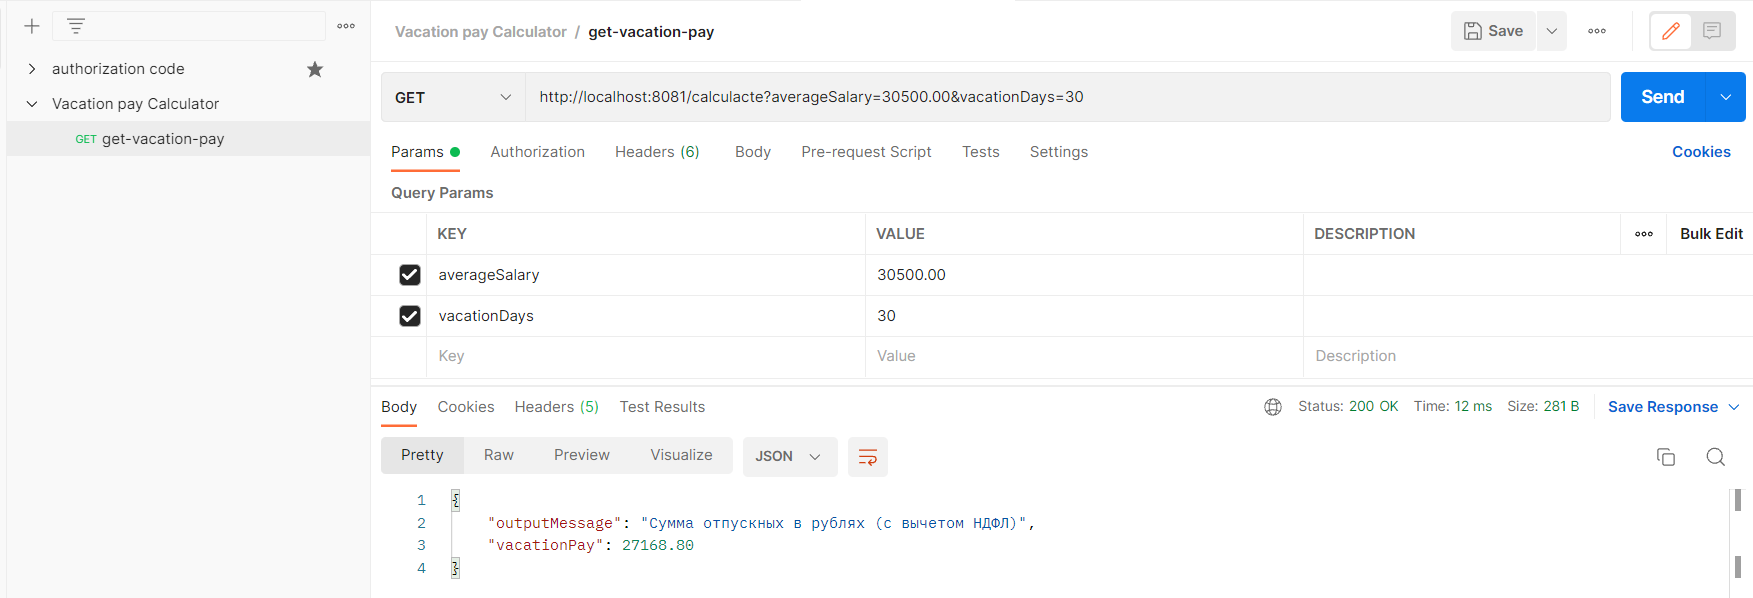 authorization code
Vacation pay Calculator
GET get-vacation-pay
Vacation pay Calculator / get-vacation-pay
Save
GET http://localhost:8081/calculacte?averageSalary=30500.00&vacationDays=30 Send
Params Authorization Headers (6) Body Pre-request Script Tests Settings Cookies
Query Params
KEY VALUE DESCRIPTION Bulk Edit
averageSalary 30500.00
vacationDays 30
Key Value Description
Body Cookies Headers (5) Test Results Status: 200 OK Time: 12 ms Size: 281 B Save Response
Pretty Raw Preview Visualize JSON
1 {
2 "outputMessage": "Сумма отпускных в рублях (с вычетом НДФЛ)",
3 "vacationPay": 27168.80
4 }